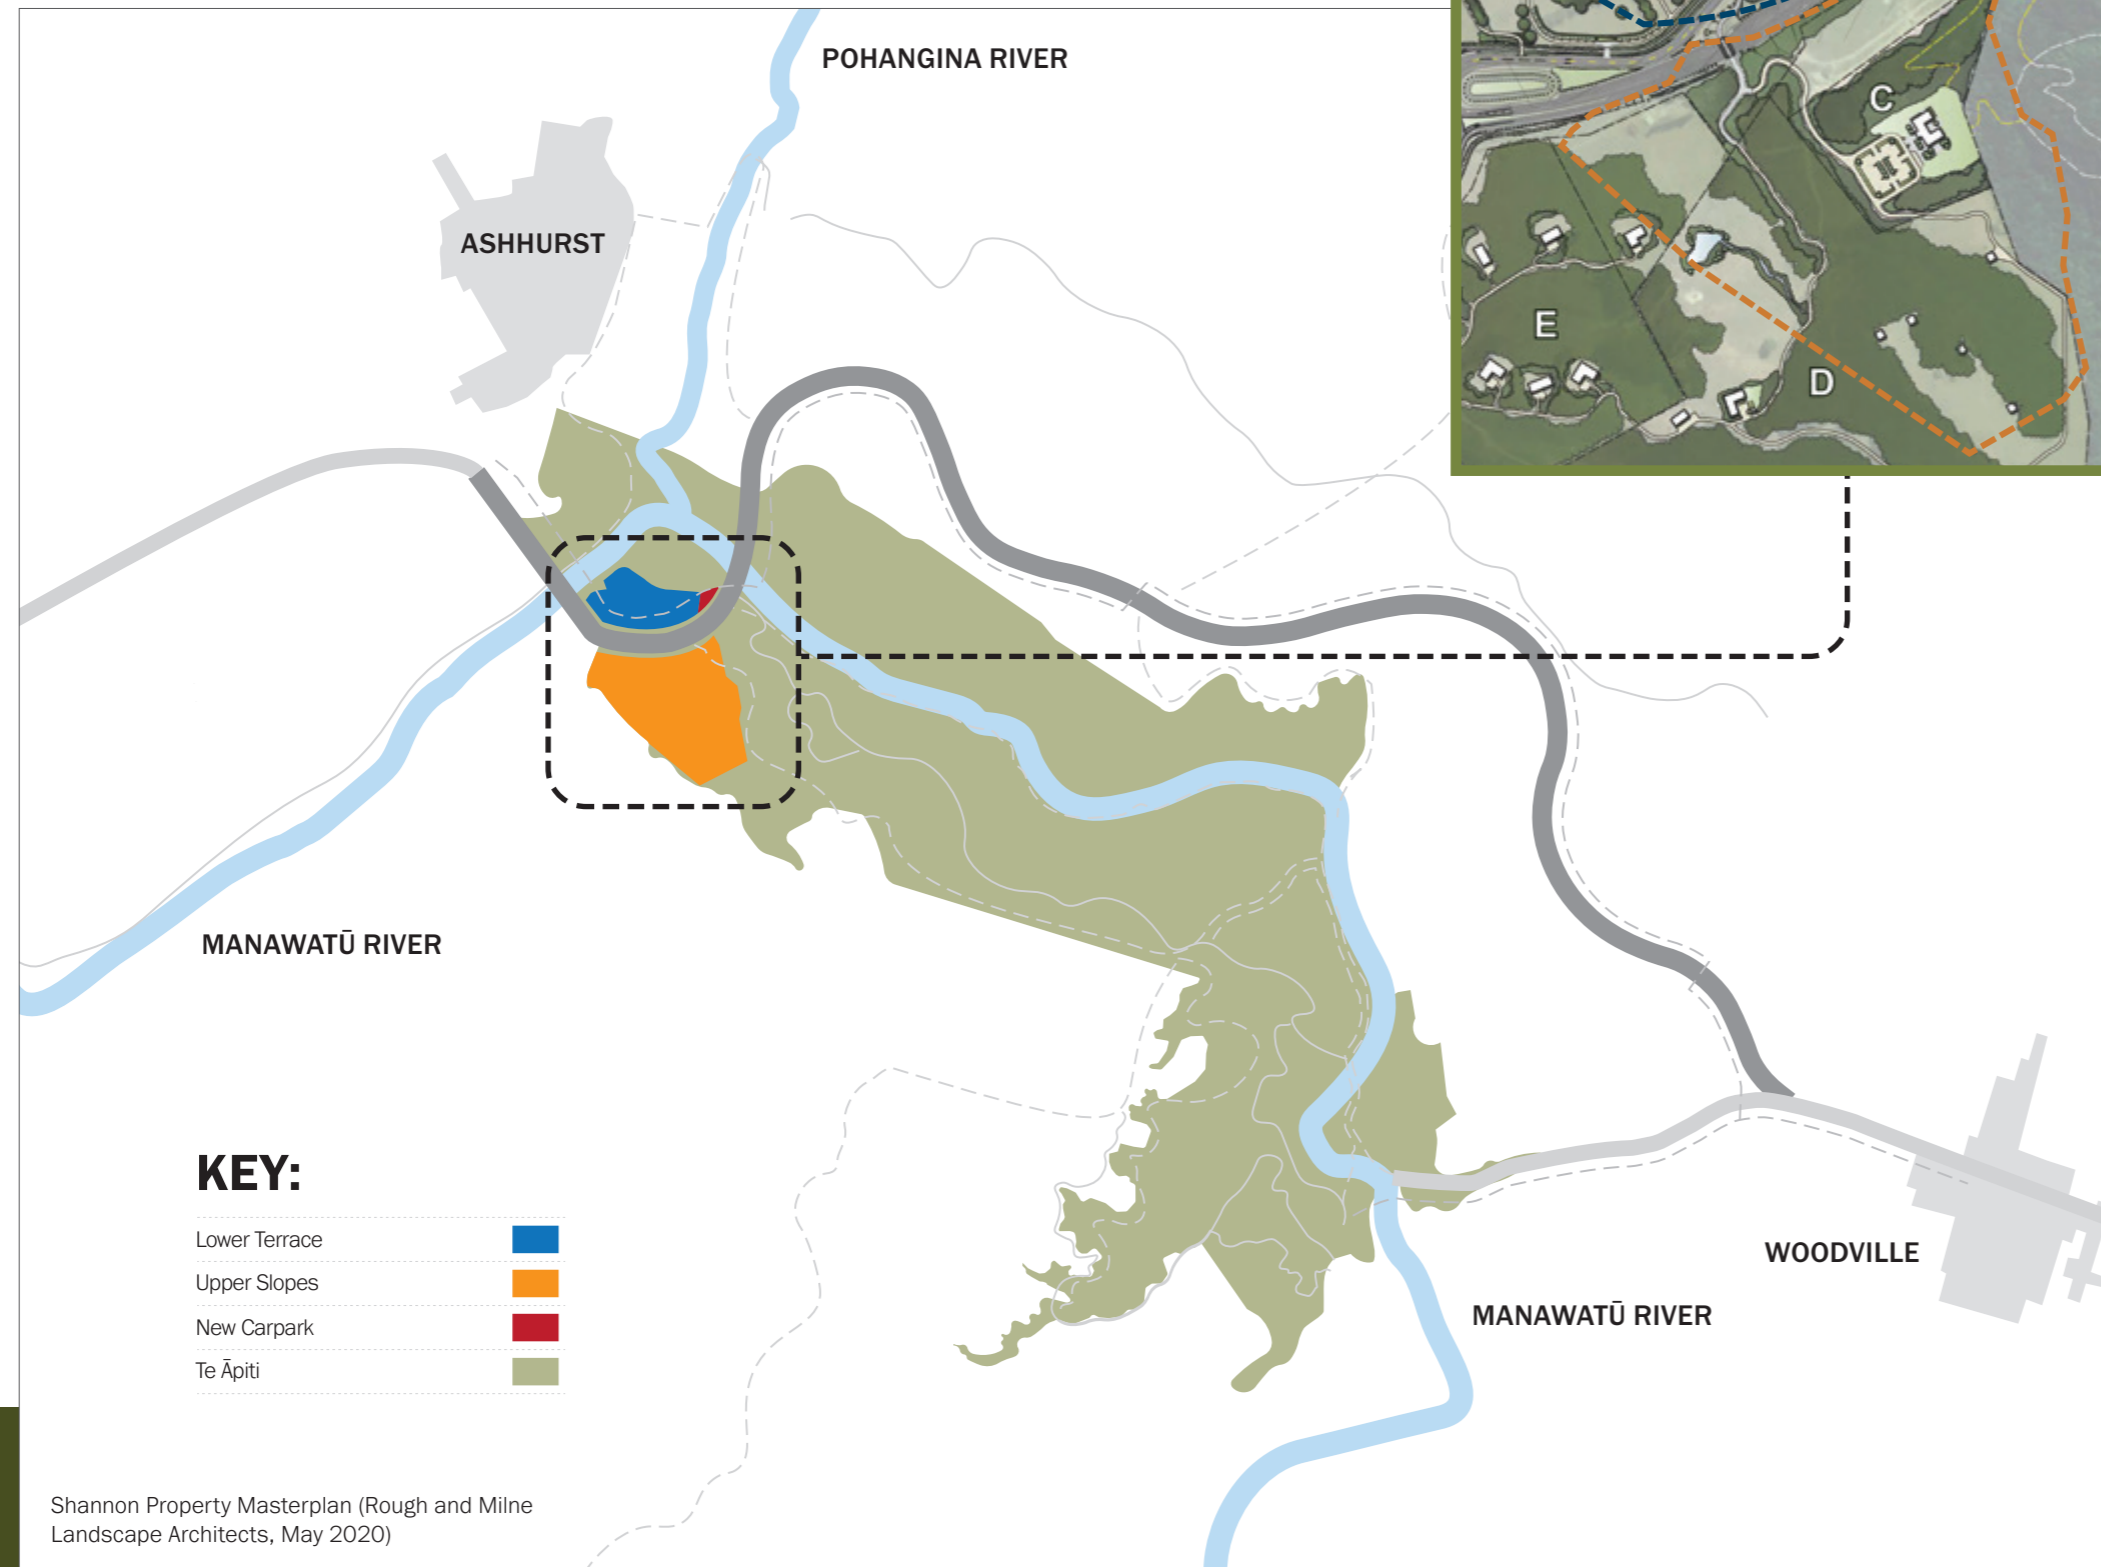 POHANGINA RIVER
C
ASHHURST
E
D
MANAWATŪ RIVER
KEY:
Lower Terrace
Upper Slopes
New Carpark
Te Āpiti
WOODVILLE
MANAWATŪ RIVER
Shannon Property Masterplan (Rough and Milne
Landscape Architects, May 2020)